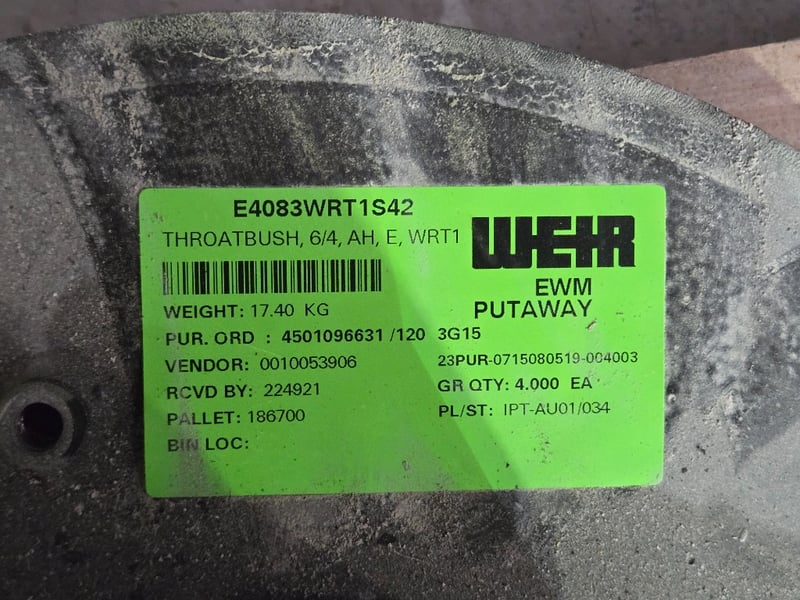 E4083WRT1S42
THROATBUSH, 6/4, AH, E, WRT1
WEIR
EWM
PUTAWAY
WEIGHT: 17.40 KG
PUR. ORD : 4501096631 /120 3G15
VENDOR: 0010053906
23PUR-0715080519-004003
RCVD BY: 224921
GR QTY: 4.000 EA
PALLET: 186700
PL/ST: IPT-AU01/034
BIN LOC: